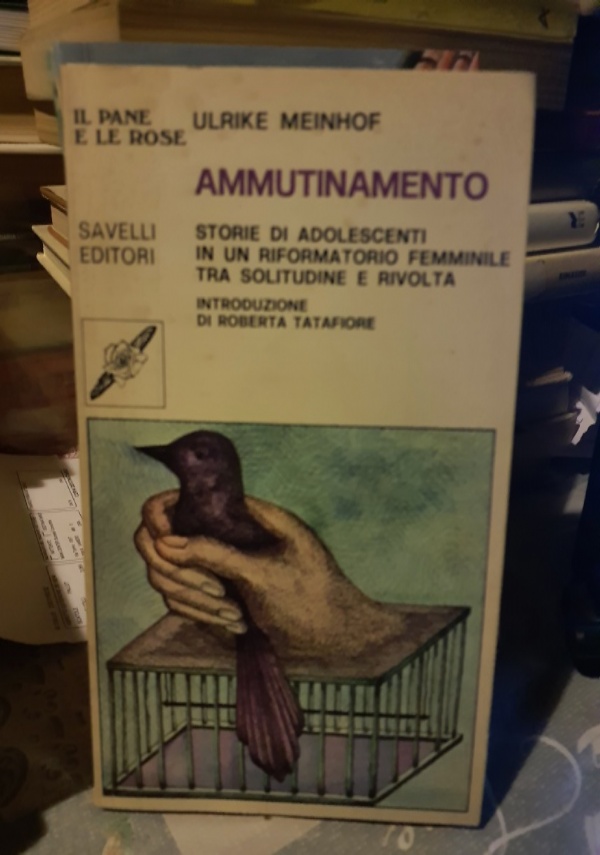 IL PANE
E LE ROSE
ULRIKE MEINHOF
AMMUTINAMENTO
SAVELLI
EDITORI
STORIE DI ADOLESCENTI
IN UN RIFORMATORIO FEMMINILE
TRA SOLITUDINE E RIVOLTA
INTRODUZIONE
DI ROBERTA TATAFIORE